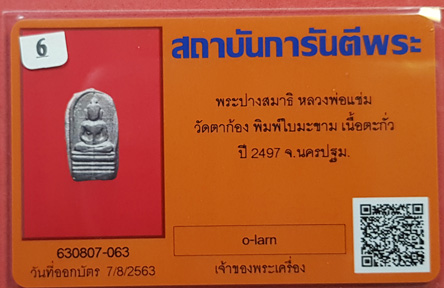 6
สถาบันการันตีพระ
พระปางสมาธิ หลวงพ่อแช่ม
วัดตาก้อง พิมพ์ใบมะขาม เนื้อตะกั่ว
ปี 2497 จ.นครปฐม.
630807-063
วันที่ออกบัตร 7/8/2563
o-larn
เจ้าของพระเครื่อง